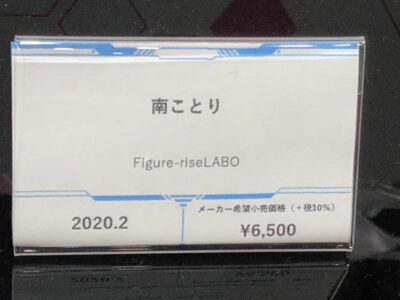 南ことり
Figure-riseLABO
2020.2
メーカー希望小売価格（+税10%）
¥6,500